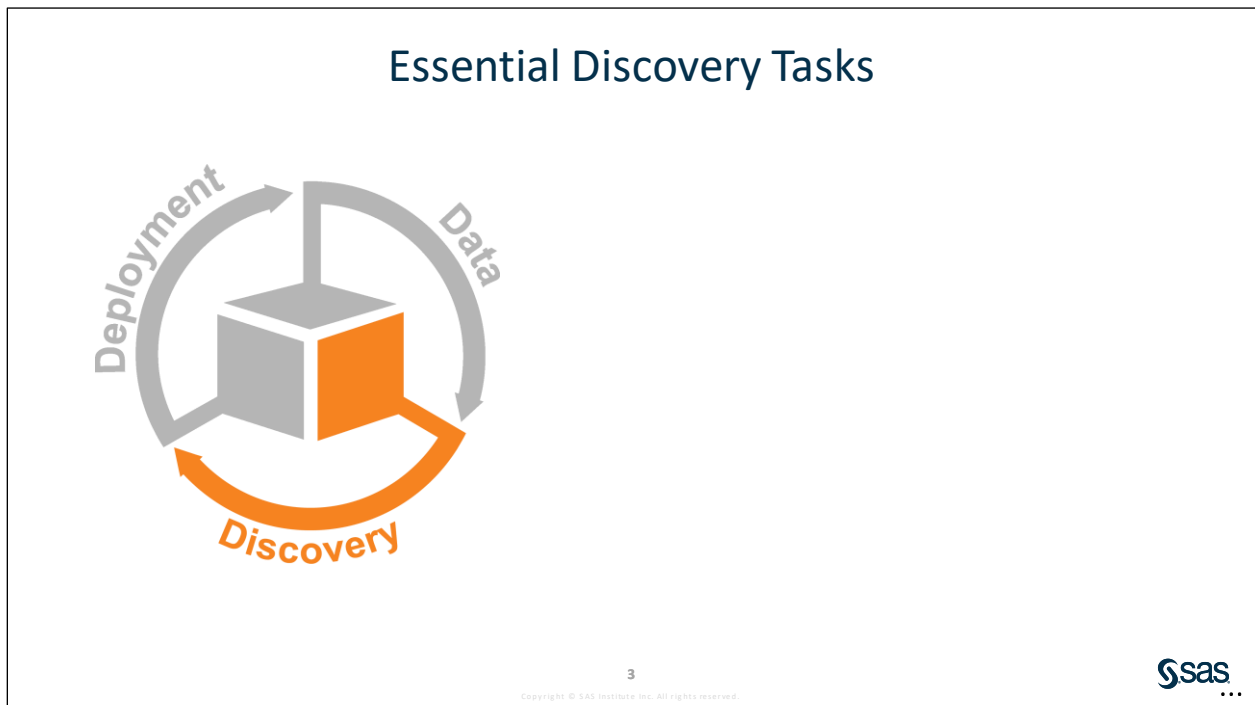 Essential Discovery Tasks
Deployment
Data
Discovery
3
Copyright © SAS Institute Inc. All rights reserved.
sas
...